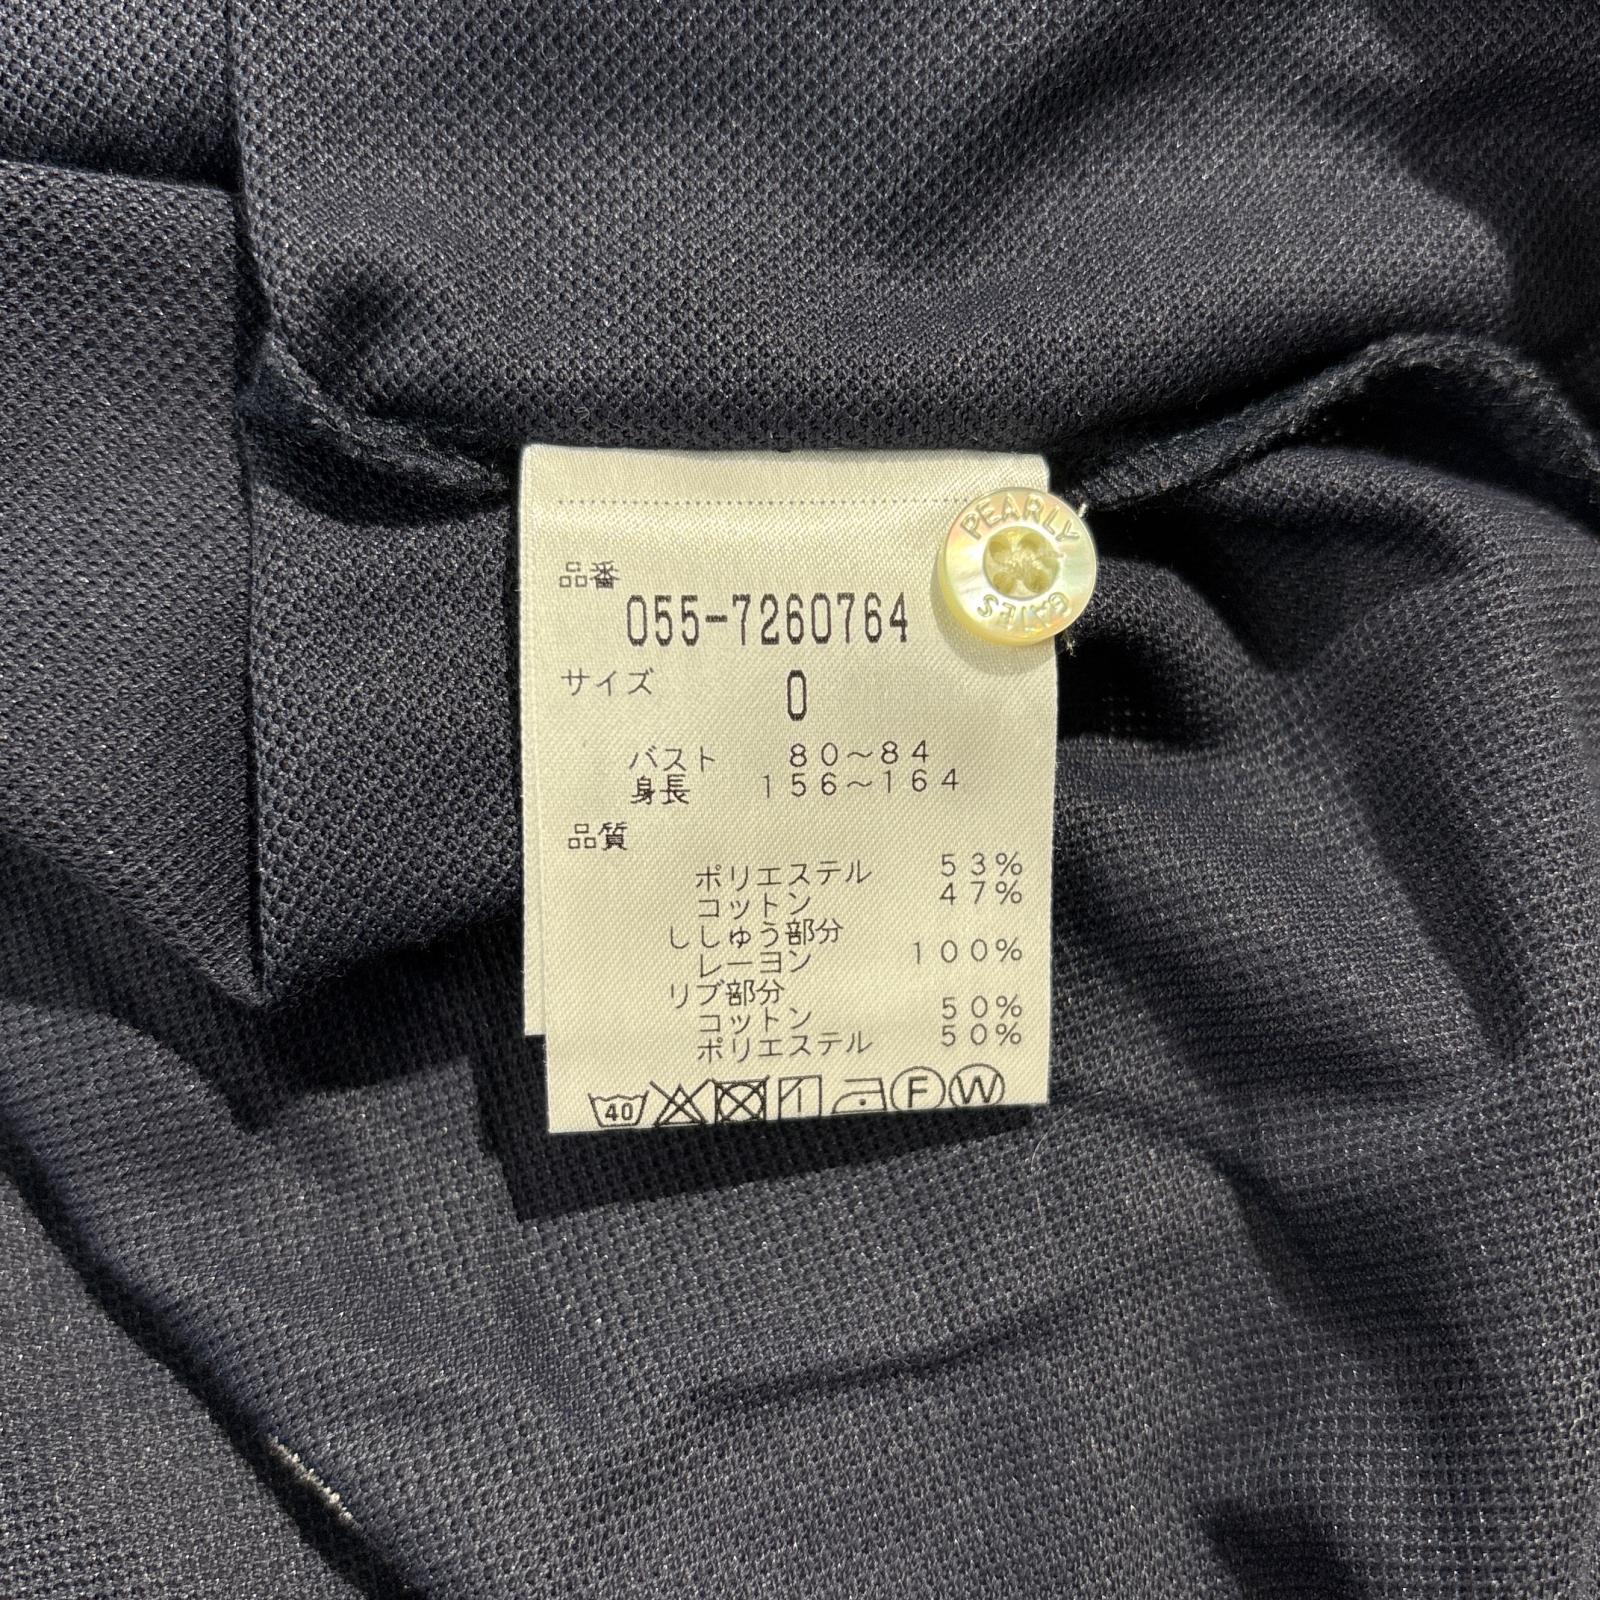 品番
055-7260764
サイズ 0
バスト 80～84
身長 156～164
品質
ポリエステル 53%
コットン 47%
ししゅう部分
レーヨン 100%
リブ部分
コットン 50%
ポリエステル 50%
40 F W
PEARLY
GATES